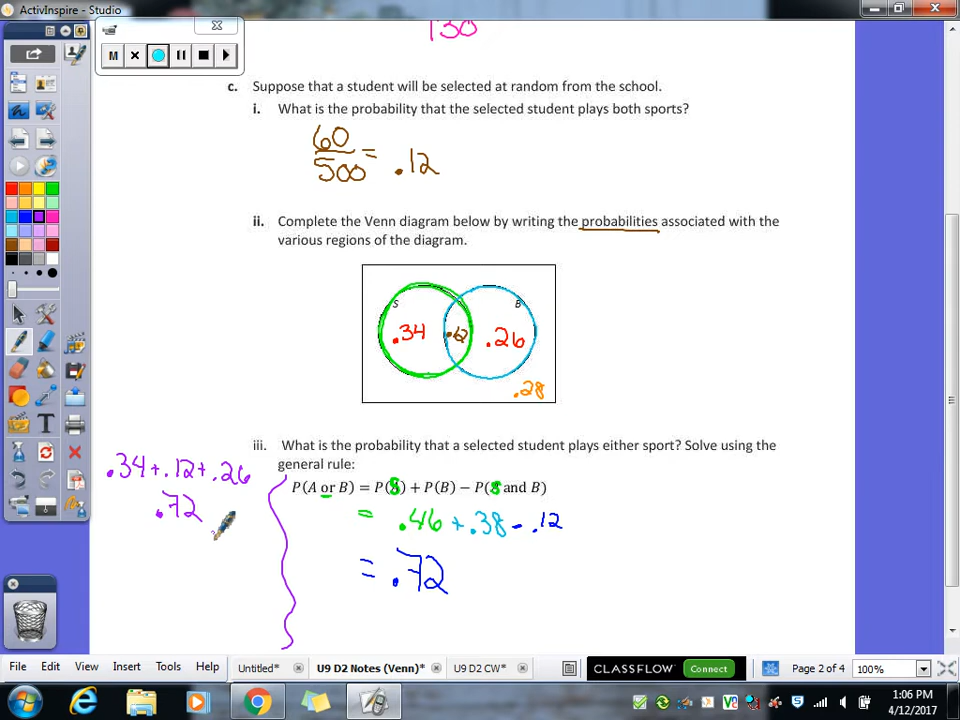 ActivInspire - Studio
130
c. Suppose that a student will be selected at random from the school.
i. What is the probability that the selected student plays both sports?
60
500
= .12
ii. Complete the Venn diagram below by writing the probabilities associated with the
various regions of the diagram.
S B
.34 .12 .26
.28
iii. What is the probability that a selected student plays either sport? Solve using the
general rule:
.34+.12+.26
.72
P(A or B) = P(S) + P(B) − P(S and B)
= .46 + .38 - .12
= .72
File Edit View Insert Tools Help Untitled* U9 D2 Notes (Venn)* U9 D2 CW* CLASSFLOW Connect Page 2 of 4 100%
1:06 PM
4/12/2017